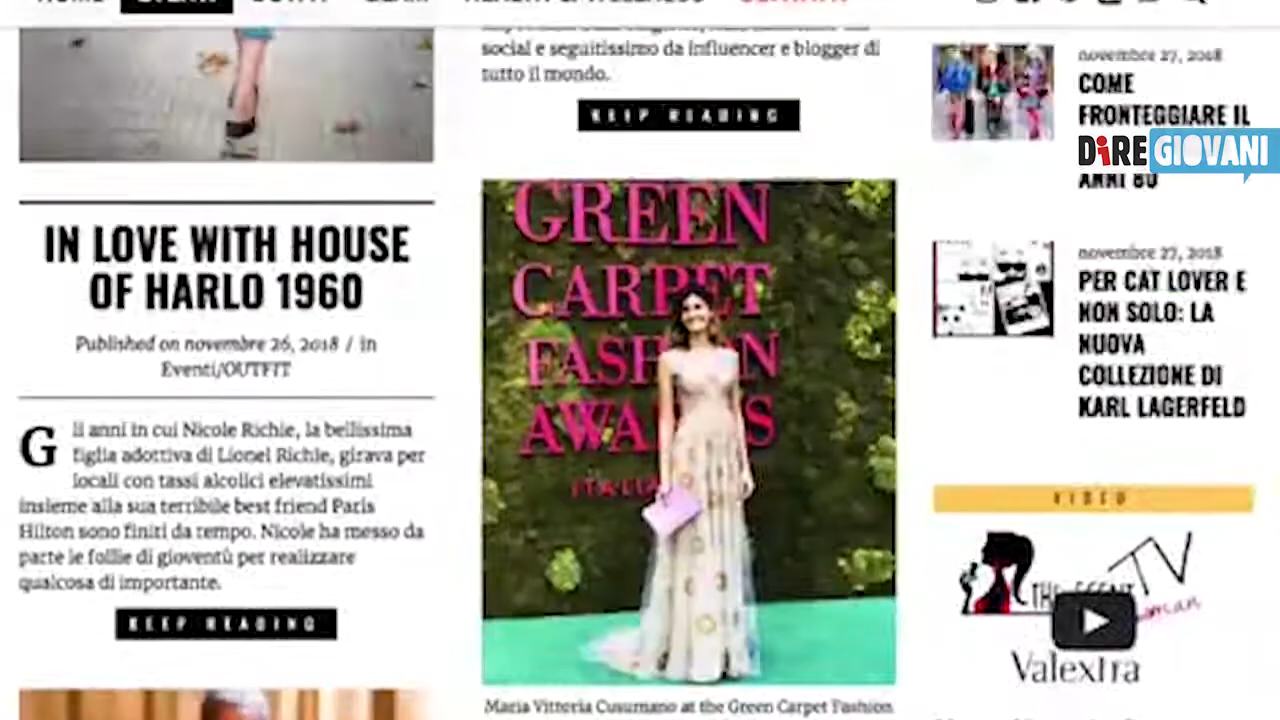 social e seguitissimo da influencer e blogger di
tutto il mondo.
KEEP READING
IN LOVE WITH HOUSE
OF HARLO 1960
Published on novembre 26, 2018 / in
Eventi/OUTFIT
Gli anni in cui Nicole Richie, la bellissima
figlia adottiva di Lionel Richie, girava per
locali con tassi alcolici elevatissimi
insieme alla sua terribile best friend Paris
Hilton sono finiti da tempo. Nicole ha messo da
parte le follie di gioventù per realizzare
qualcosa di importante.
KEEP READING
GREEN
CARPET
FASHION
AWARDS
ITALIA
Maria Vittoria Cusumano at the Green Carpet Fashion
novembre 27, 2018
COME
FRONTEGGIARE IL
DiRE GIOVANI
ANNI 80
novembre 27, 2018
PER CAT LOVER E
NON SOLO: LA
NUOVA
COLLEZIONE DI
KARL LAGERFELD
VIDEO
TV
Valextra